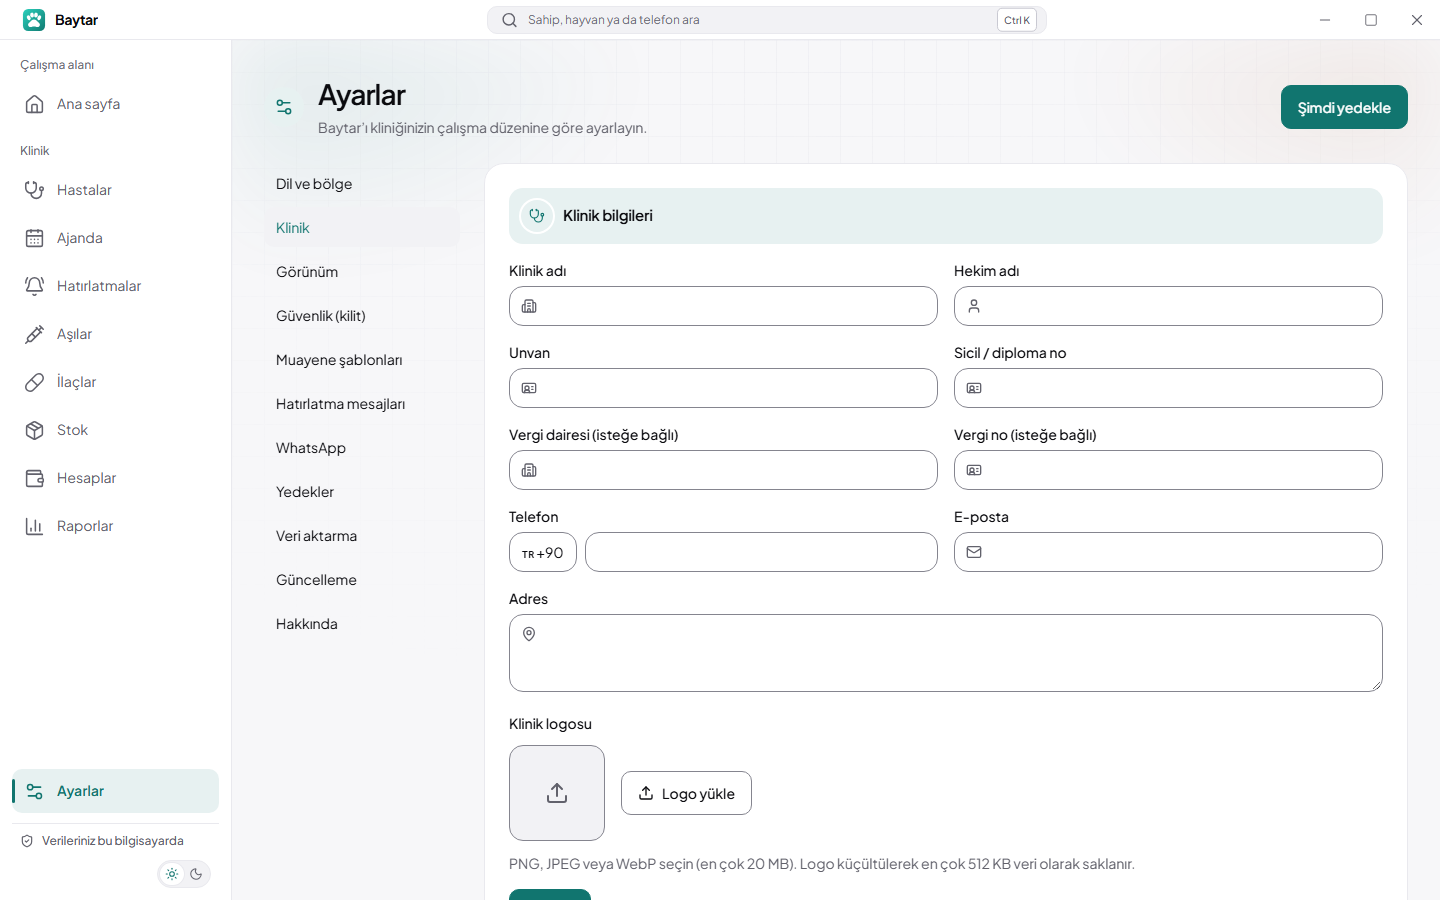 Baytar
Sahip, hayvan ya da telefon ara
Ctrl K
Çalışma alanı
Ana sayfa
Klinik
Hastalar
Ajanda
Hatırlatmalar
Aşılar
İlaçlar
Stok
Hesaplar
Raporlar
Ayarlar
Verileriniz bu bilgisayarda
Ayarlar
Baytar'ı kliniğinizin çalışma düzenine göre ayarlayın.
Şimdi yedekle
Dil ve bölge
Klinik
Görünüm
Güvenlik (kilit)
Muayene şablonları
Hatırlatma mesajları
WhatsApp
Yedekler
Veri aktarma
Güncelleme
Hakkında
Klinik bilgileri
Klinik adı
Hekim adı
Unvan
Sicil / diploma no
Vergi dairesi (isteğe bağlı)
Vergi no (isteğe bağlı)
Telefon
TR +90
E-posta
Adres
Klinik logosu
Logo yükle
PNG, JPEG veya WebP seçin (en çok 20 MB). Logo küçültülerek en çok 512 KB veri olarak saklanır.